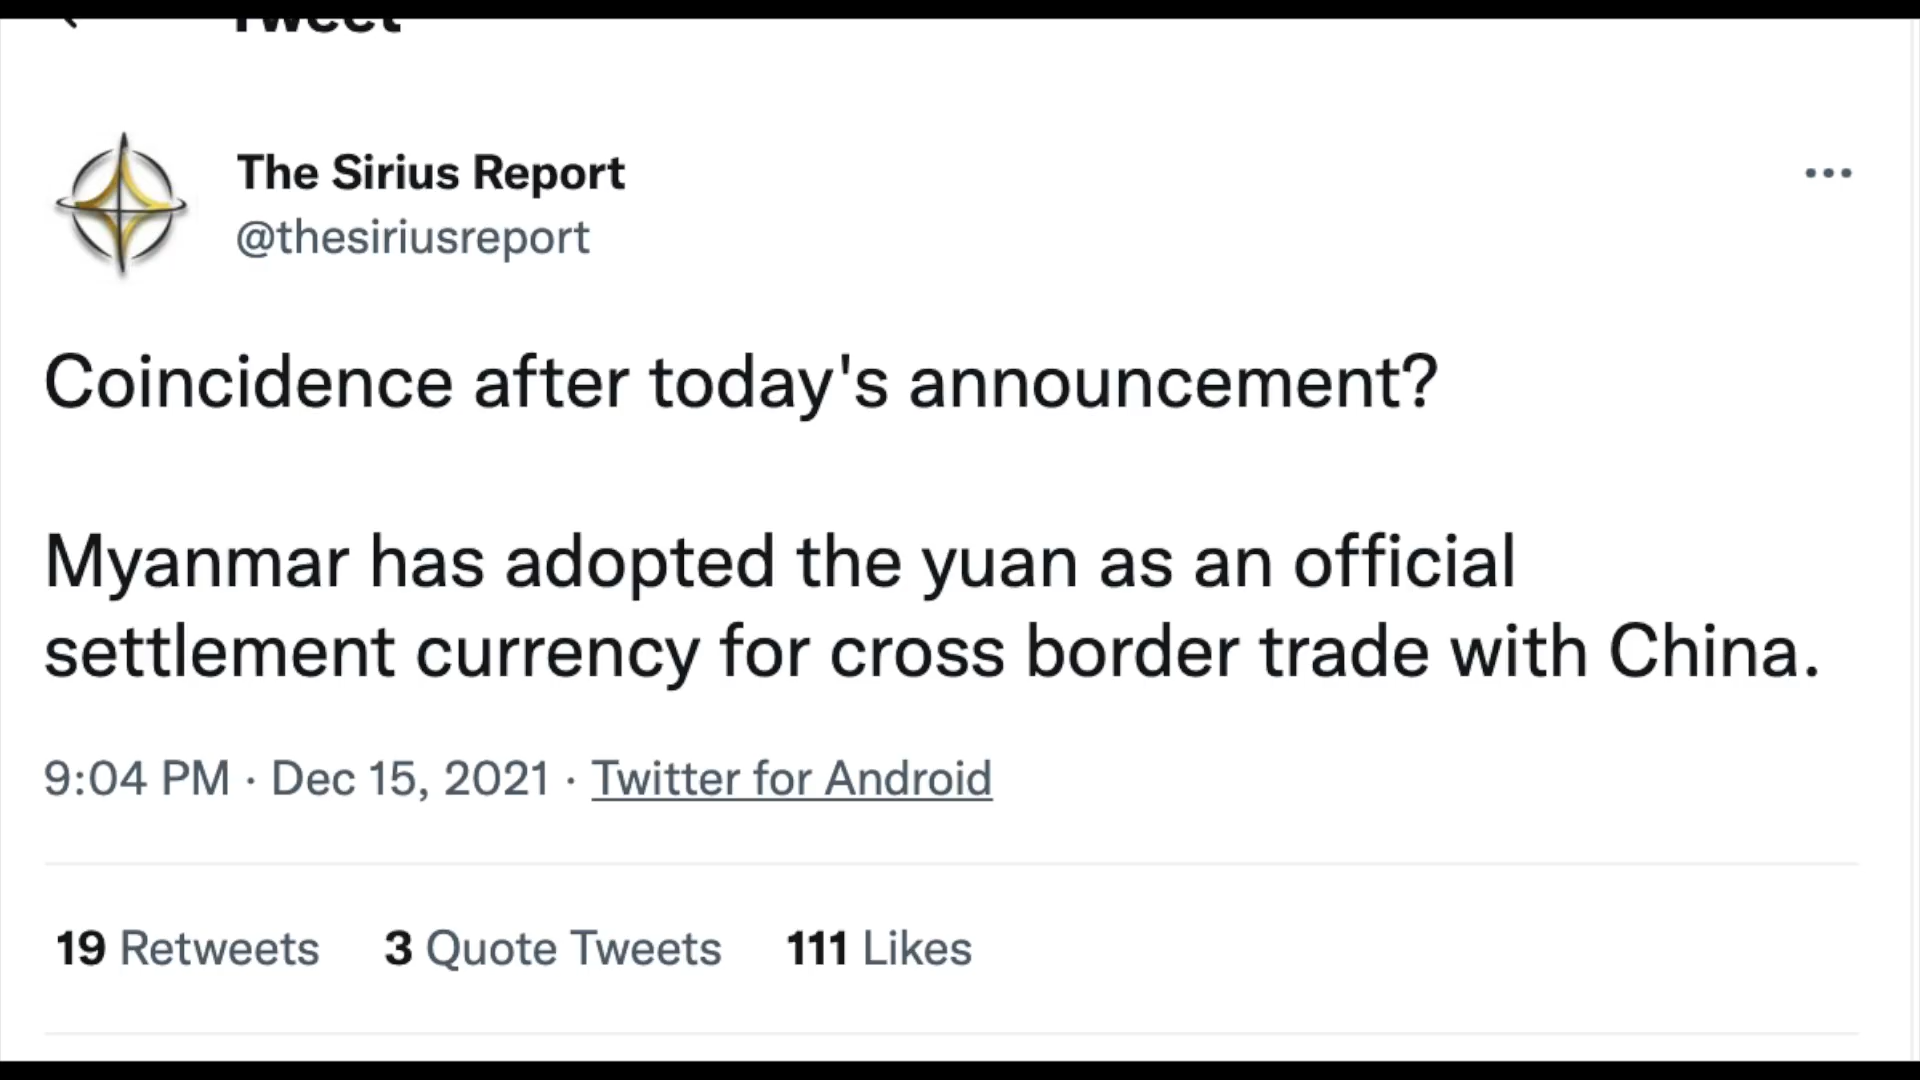 Tweet
The Sirius Report
@thesiriusreport
Coincidence after today's announcement?
Myanmar has adopted the yuan as an official
settlement currency for cross border trade with China.
9:04 PM · Dec 15, 2021 · Twitter for Android
19 Retweets 3 Quote Tweets 111 Likes